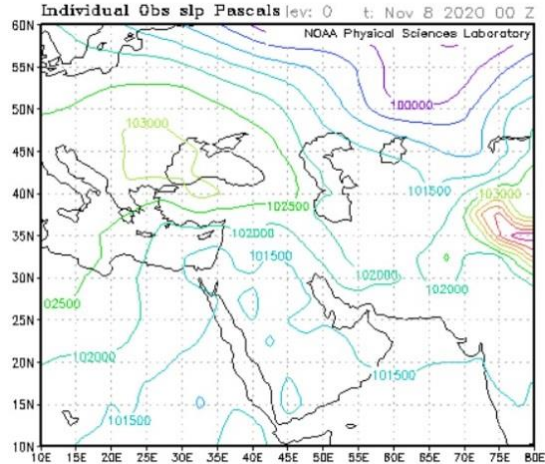 Individual Obs slp Pascals lev: 0 t: Nov 8 2020 00 Z
NOAA Physical Sciences Laboratory
60N
55N
100000
50N
45N
103000
101500
103000
40N
102500
35N
102000
101500
102000
30N
02500
25N
20N
102000
101500
15N
101500
10N
10E 15E 20E 25E 30E 35E 40E 45E 50E 55E 60E 65E 70E 75E 80E